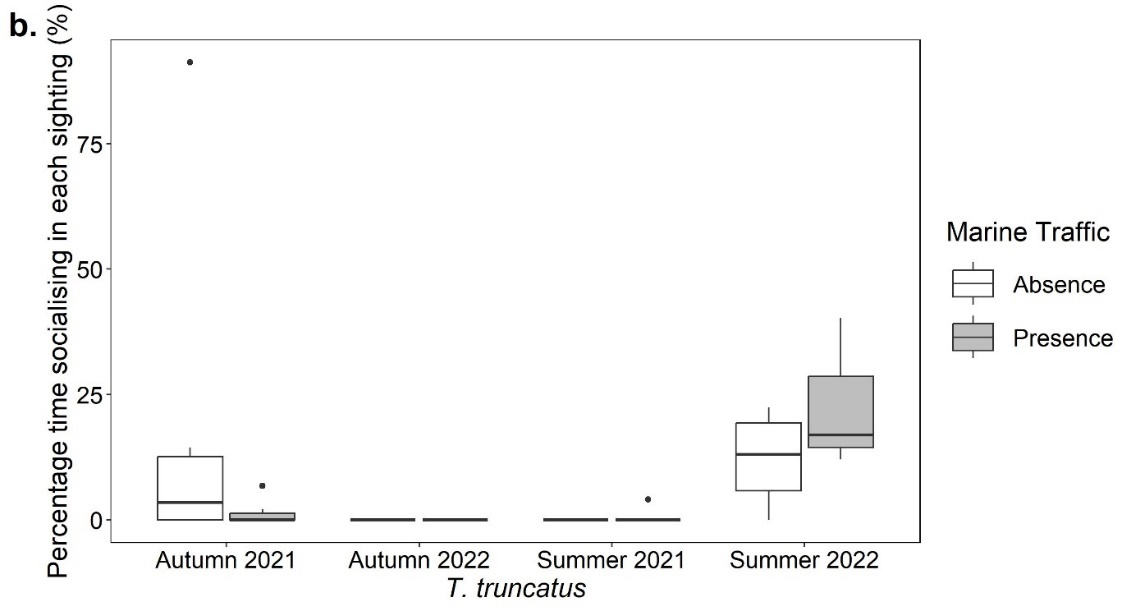 b.
Percentage time socialising in each sighting (%)
75
50
25
0
Autumn 2021 Autumn 2022 Summer 2021 Summer 2022
T. truncatus
Marine Traffic
Absence
Presence